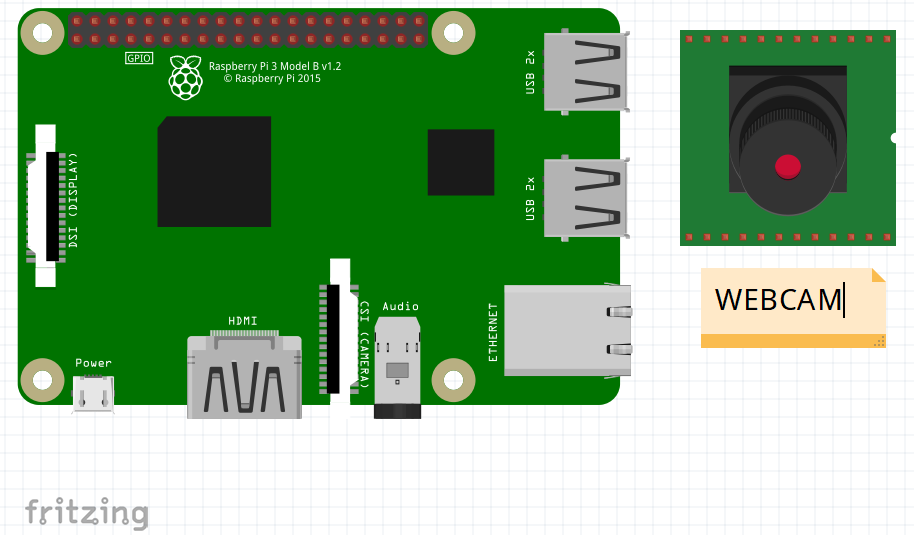 GPIO
Raspberry Pi 3 Model B v1.2
© Raspberry Pi 2015
USB 2x
DSI (DISPLAY)
USB 2x
WEBCAM
HDMI
CSI (CAMERA)
Audio
ETHERNET
Power
fritzing